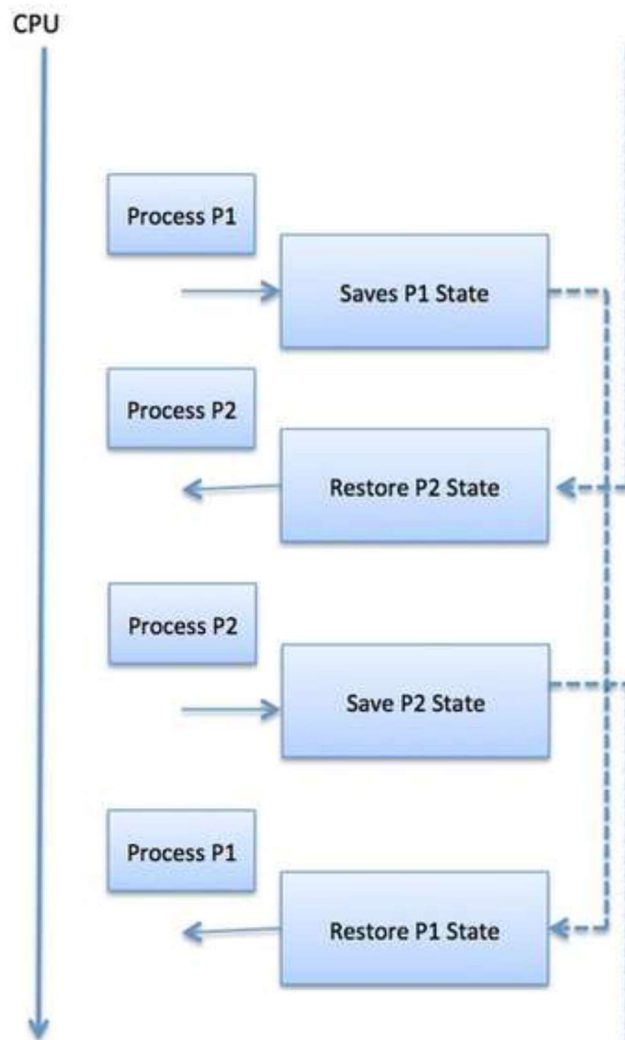 CPU
Process P1
Saves P1 State
Process P2
Restore P2 State
Process P2
Save P2 State
Process P1
Restore P1 State